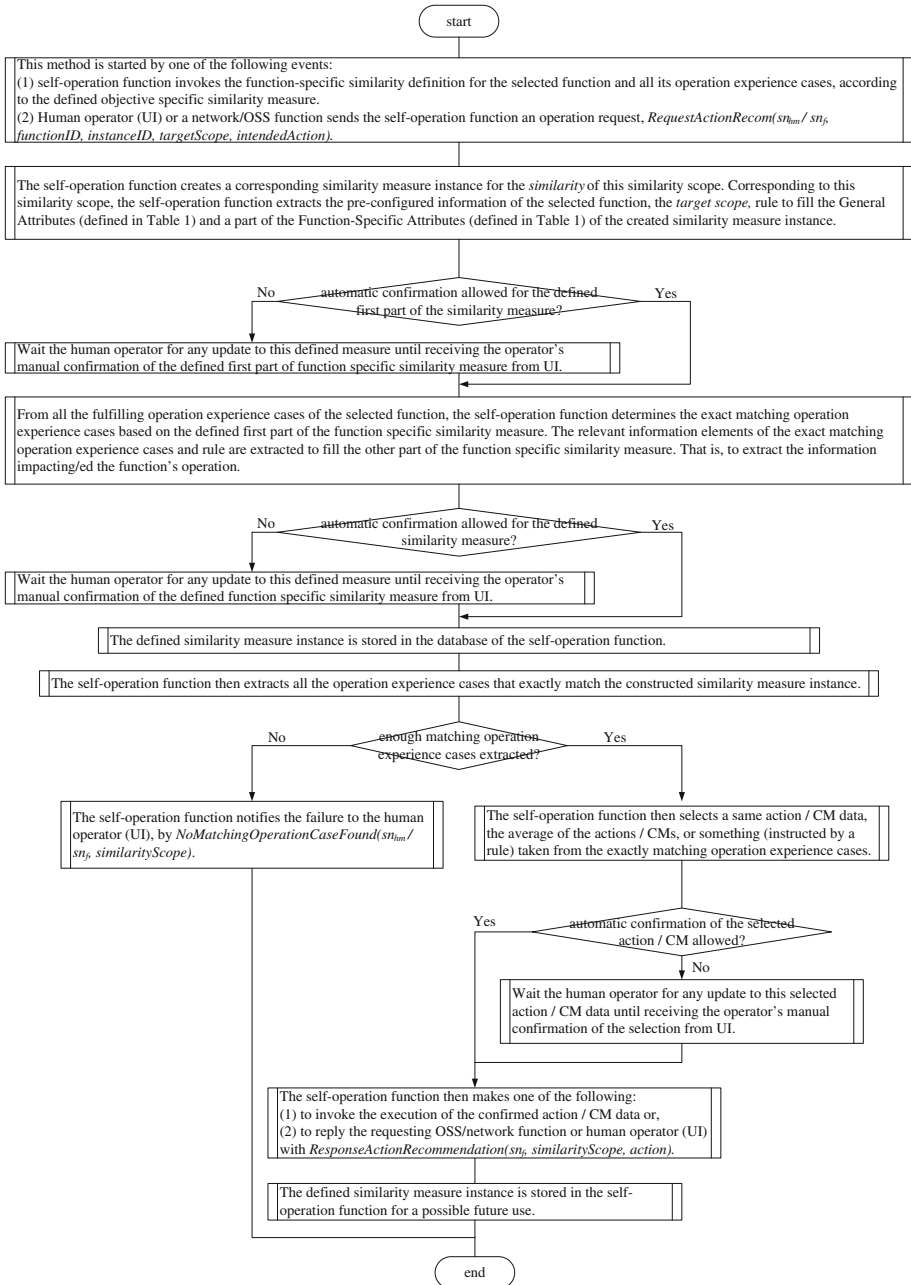 start
This method is started by one of the following events:
(1) self-operation function invokes the function-specific similarity definition for the selected function and all its operation experience cases, according
to the defined objective specific similarity measure.
(2) Human operator (UI) or a network/OSS function sends the self-operation function an operation request, RequestActionRecom(sn_hm / sn_f,
functionID, instanceID, targetScope, intendedAction).
The self-operation function creates a corresponding similarity measure instance for the similarity of this similarity scope. Corresponding to this
similarity scope, the self-operation function extracts the pre-configured information of the selected function, the target scope, rule to fill the General
Attributes (defined in Table 1) and a part of the Function-Specific Attributes (defined in Table 1) of the created similarity measure instance.
No
automatic confirmation allowed for the defined
Yes
first part of the similarity measure?
Wait the human operator for any update to this defined measure until receiving the operator's
manual confirmation of the defined first part of function specific similarity measure from UI.
From all the fulfilling operation experience cases of the selected function, the self-operation function determines the exact matching operation
experience cases based on the defined first part of the function specific similarity measure. The relevant information elements of the exact matching
operation experience cases and rule are extracted to fill the other part of the function specific similarity measure. That is, to extract the information
impacting/ed the function's operation.
No
automatic confirmation allowed for the defined
Yes
similarity measure?
Wait the human operator for any update to this defined measure until receiving the operator's
manual confirmation of the defined function specific similarity measure from UI.
The defined similarity measure instance is stored in the database of the self-operation function.
The self-operation function then extracts all the operation experience cases that exactly match the constructed similarity measure instance.
No
enough matching operation
Yes
experience cases extracted?
The self-operation function notifies the failure to the human
operator (UI), by NoMatchingOperationCaseFound(sn_hm /
sn_f, similarityScope).
The self-operation function then selects a same action / CM data,
the average of the actions / CMs, or something (instructed by a
rule) taken from the exactly matching operation experience cases.
Yes
automatic confirmation of the selected
action / CM allowed?
No
Wait the human operator for any update to this selected
action / CM data until receiving the operator's manual
confirmation of the selection from UI.
The self-operation function then makes one of the following:
(1) to invoke the execution of the confirmed action / CM data or,
(2) to reply the requesting OSS/network function or human operator (UI)
with ResponseActionRecommendation(sn_f, similarityScope, action).
The defined similarity measure instance is stored in the self-
operation function for a possible future use.
end